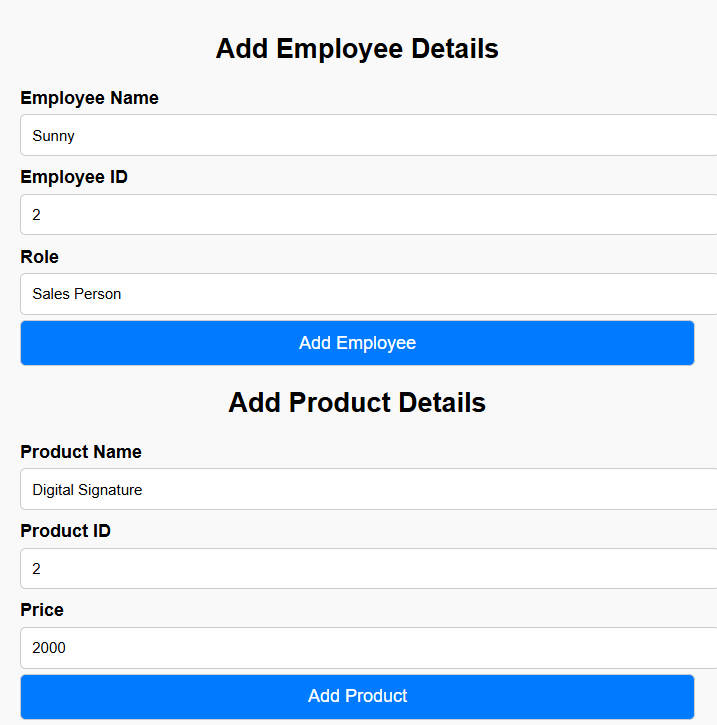 Add Employee Details
Employee Name
Sunny
Employee ID
2
Role
Sales Person
Add Employee
Add Product Details
Product Name
Digital Signature
Product ID
2
Price
2000
Add Product